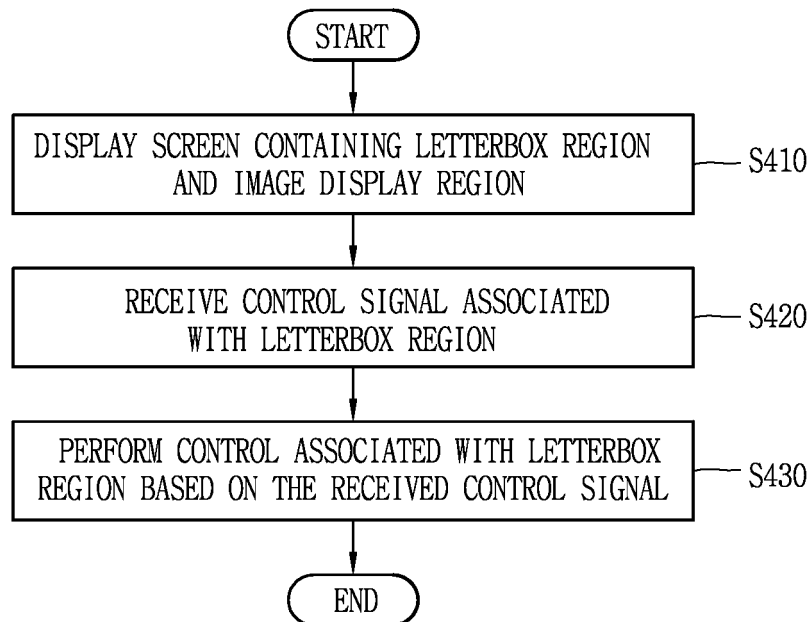 START
DISPLAY SCREEN CONTAINING LETTERBOX REGION
AND IMAGE DISPLAY REGION
S410
RECEIVE CONTROL SIGNAL ASSOCIATED
WITH LETTERBOX REGION
S420
PERFORM CONTROL ASSOCIATED WITH LETTERBOX
REGION BASED ON THE RECEIVED CONTROL SIGNAL
S430
END